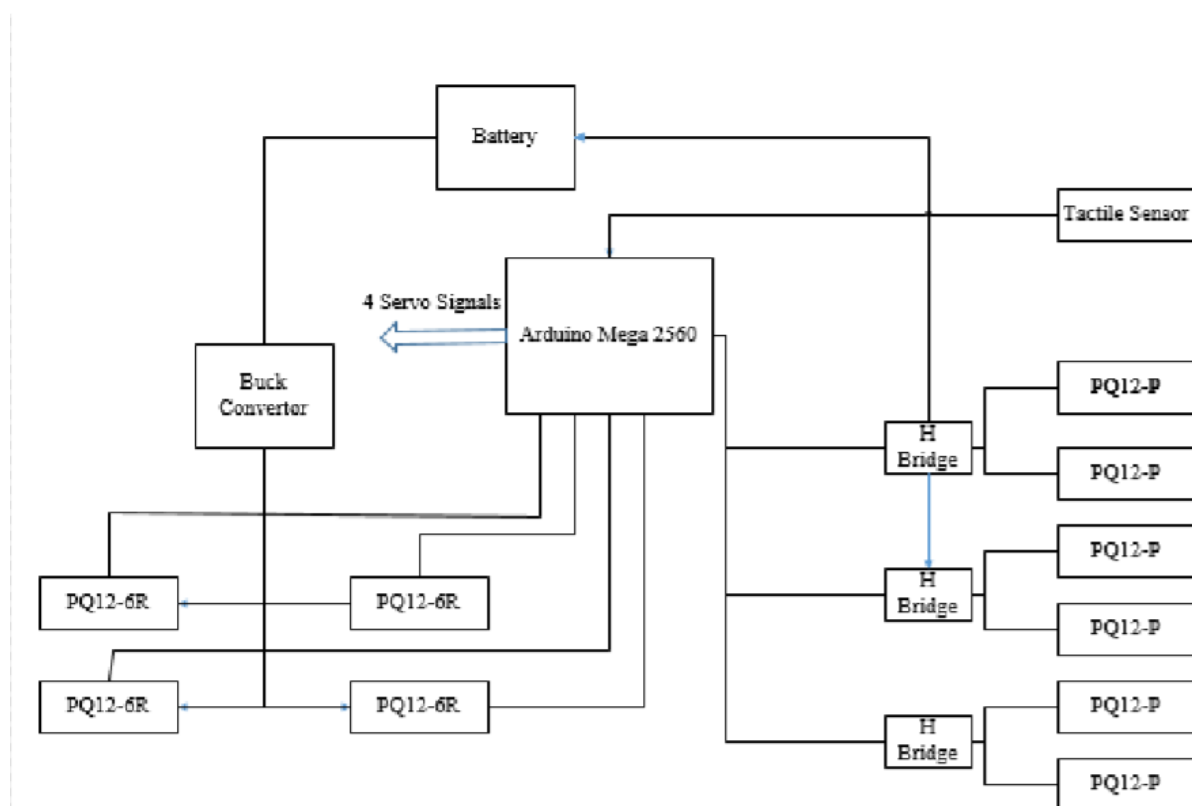 Battery
Tactile Sensor
4 Servo Signals
Arduino Mega 2560
Buck
Convertor
PQ12-P
H
Bridge
PQ12-P
PQ12-P
H
Bridge
PQ12-P
PQ12-6R
PQ12-6R
PQ12-6R
PQ12-6R
PQ12-P
H
Bridge
PQ12-P